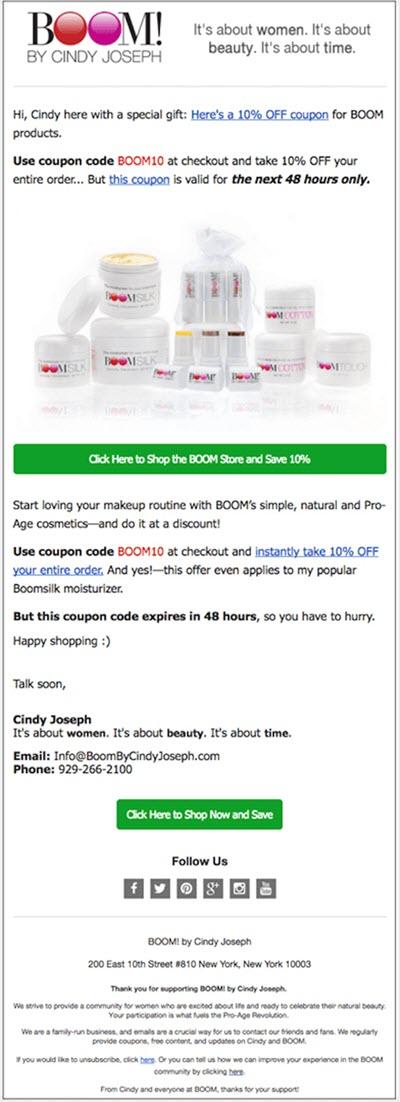 BOOM!
BY CINDY JOSEPH
It's about women. It's about
beauty. It's about time.
Hi, Cindy here with a special gift: Here's a 10% OFF coupon for BOOM
products.
Use coupon code BOOM10 at checkout and take 10% OFF your
entire order... But this coupon is valid for the next 48 hours only.
BOOMSILK
BOOMSILK
BOOMSILK
BOOM!
BOOM!
BOOM!
BOOMCOTTON
BOOMCOTTON
BOOMTOUCH
Click Here to Shop the BOOM Store and Save 10%
Start loving your makeup routine with BOOM's simple, natural and Pro-
Age cosmetics—and do it at a discount!
Use coupon code BOOM10 at checkout and instantly take 10% OFF
your entire order. And yes!—this offer even applies to my popular
Boomsilk moisturizer.
But this coupon code expires in 48 hours, so you have to hurry.
Happy shopping :)
Talk soon,
Cindy Joseph
It's about women. It's about beauty. It's about time.
Email: Info@BoomByCindyJoseph.com
Phone: 929-266-2100
Click Here to Shop Now and Save
Follow Us
BOOM! by Cindy Joseph
200 East 10th Street #810 New York, New York 10003
Thank you for supporting BOOM! by Cindy Joseph.
We strive to provide a community for women who are excited about life and ready to celebrate their natural beauty.
Your participation is what fuels the Pro-Age Revolution.
We are a family-run business, and emails are a crucial way for us to contact our friends and fans. We regularly
provide coupons, free content, and updates on Cindy and BOOM.
If you would like to unsubscribe, click here. Or you can tell us how we can improve your experience in the BOOM
community by clicking here.
From Cindy and everyone at BOOM, thanks for your support!